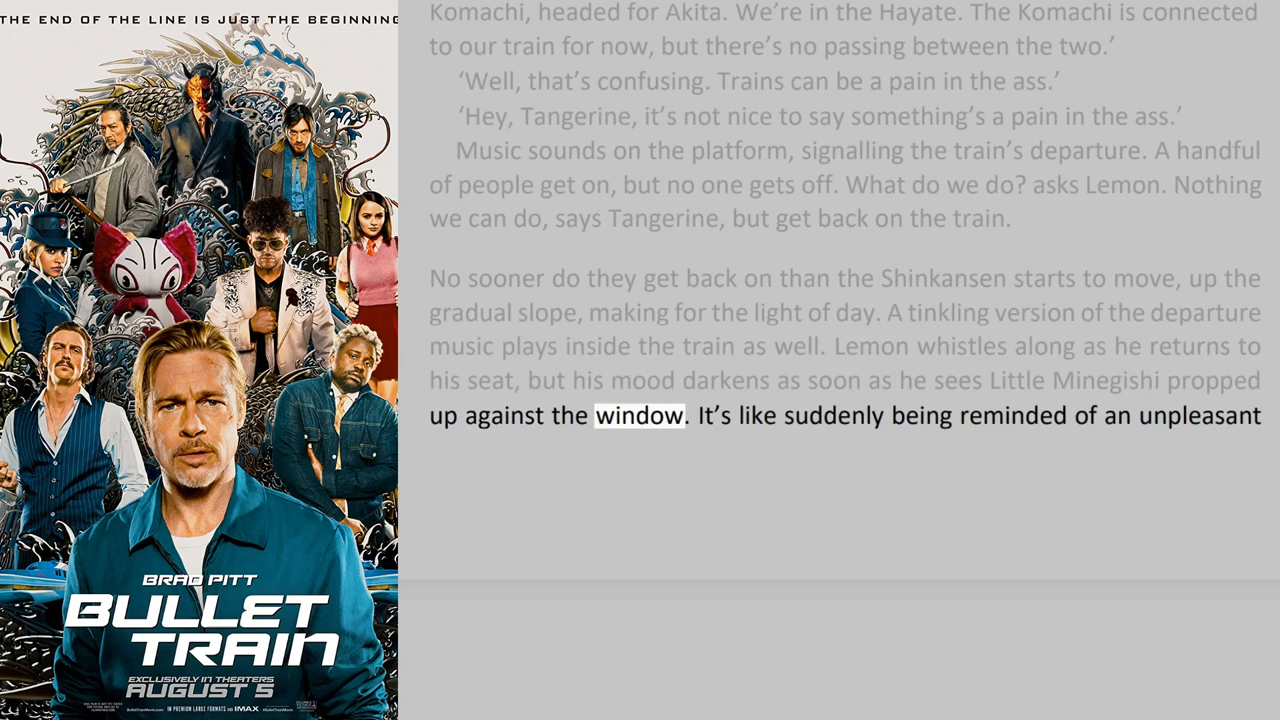 THE END OF THE LINE IS JUST THE BEGINNING
BRAD PITT
BULLET
TRAIN
EXCLUSIVELY IN THEATERS
AUGUST 5
BulletTrainMovie.com
IN PREMIUM LARGE FORMATS AND IMAX
#BulletTrainMovie
Komachi, headed for Akita. We’re in the Hayate. The Komachi is connected
to our train for now, but there’s no passing between the two.’
‘Well, that’s confusing. Trains can be a pain in the ass.’
‘Hey, Tangerine, it’s not nice to say something’s a pain in the ass.’
Music sounds on the platform, signalling the train’s departure. A handful
of people get on, but no one gets off. What do we do? asks Lemon. Nothing
we can do, says Tangerine, but get back on the train.
No sooner do they get back on than the Shinkansen starts to move, up the
gradual slope, making for the light of day. A tinkling version of the departure
music plays inside the train as well. Lemon whistles along as he returns to
his seat, but his mood darkens as soon as he sees Little Minegishi propped
up against the window. It’s like suddenly being reminded of an unpleasant